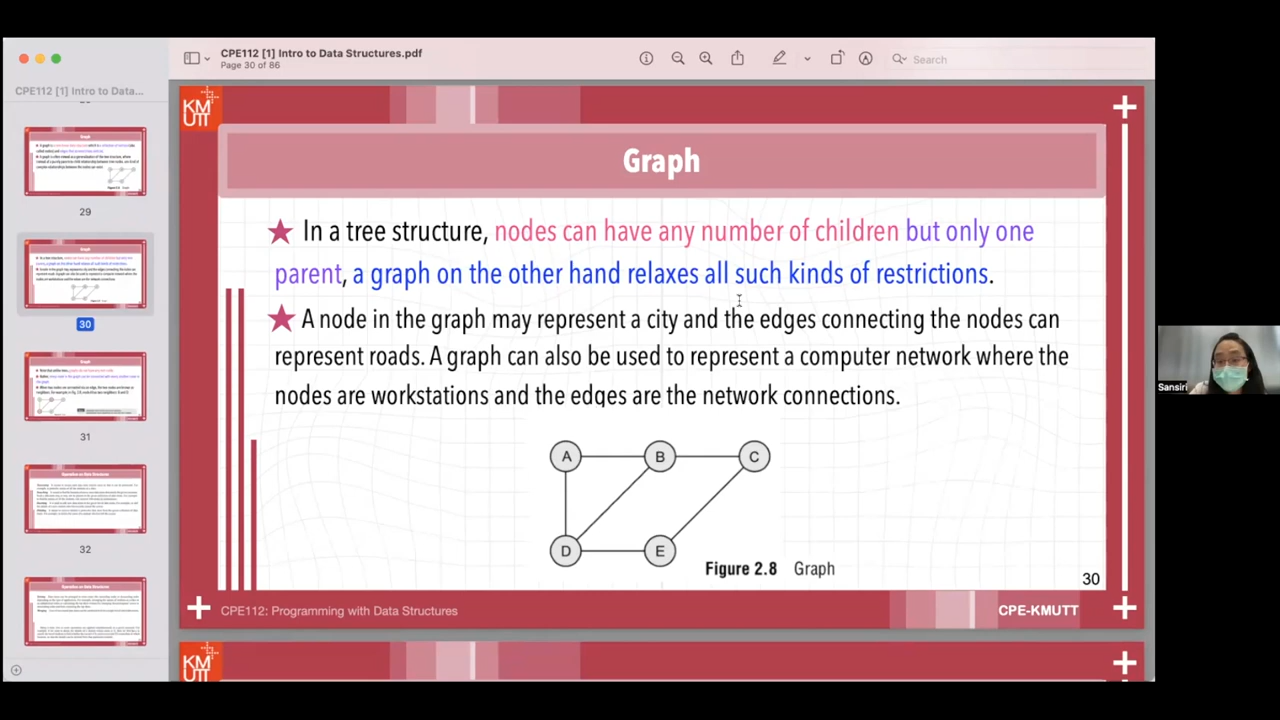 CPE112 [1] Intro to Data Structures.pdf
Page 30 of 86
Search
CPE112 [1] Intro to Data...
29
30
31
32
KM
UTT
Graph
In a tree structure, nodes can have any number of children but only one
parent, a graph on the other hand relaxes all such kinds of restrictions.
A node in the graph may represent a city and the edges connecting the nodes can
represent roads. A graph can also be used to represent a computer network where the
nodes are workstations and the edges are the network connections.
A B C
D E
Figure 2.8 Graph
30
CPE112: Programming with Data Structures
CPE-KMUTT
KM
UTT
Sansiri